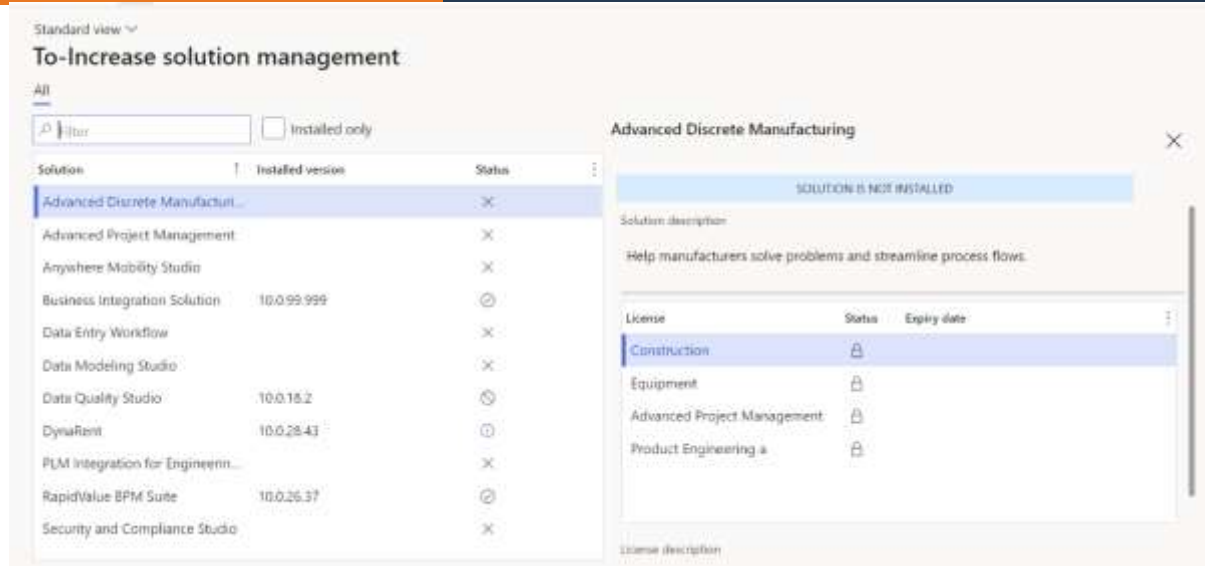 Standard view
To-Increase solution management
All
Filter
Installed only
Solution Installed version Status
Advanced Discrete Manufacturi...
Advanced Project Management
Anywhere Mobility Studio
Business Integration Solution 10.0.99.999
Data Entry Workflow
Data Modeling Studio
Data Quality Studio 10.0.18.2
DynaRent 10.0.28.43
PLM Integration for Engineerin...
RapidValue BPM Suite 10.0.26.37
Security and Compliance Studio
Advanced Discrete Manufacturing
SOLUTION IS NOT INSTALLED
Solution description
Help manufacturers solve problems and streamline process flows.
License Status Expiry date
Construction
Equipment
Advanced Project Management
Product Engineering a
License description